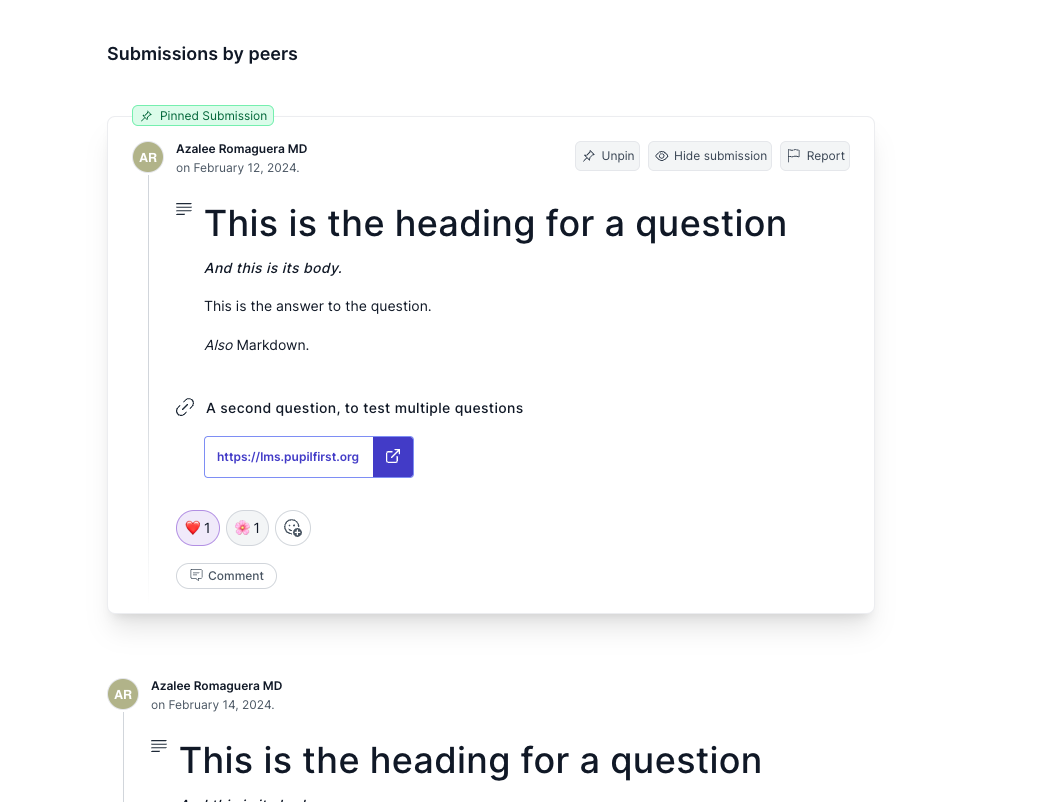 Submissions by peers
Pinned Submission
AR
Azalee Romaguera MD
on February 12, 2024.
Unpin
Hide submission
Report
This is the heading for a question
And this is its body.
This is the answer to the question.
Also Markdown.
A second question, to test multiple questions
https://lms.pupilfirst.org
1
1
Comment
AR
Azalee Romaguera MD
on February 14, 2024.
This is the heading for a question